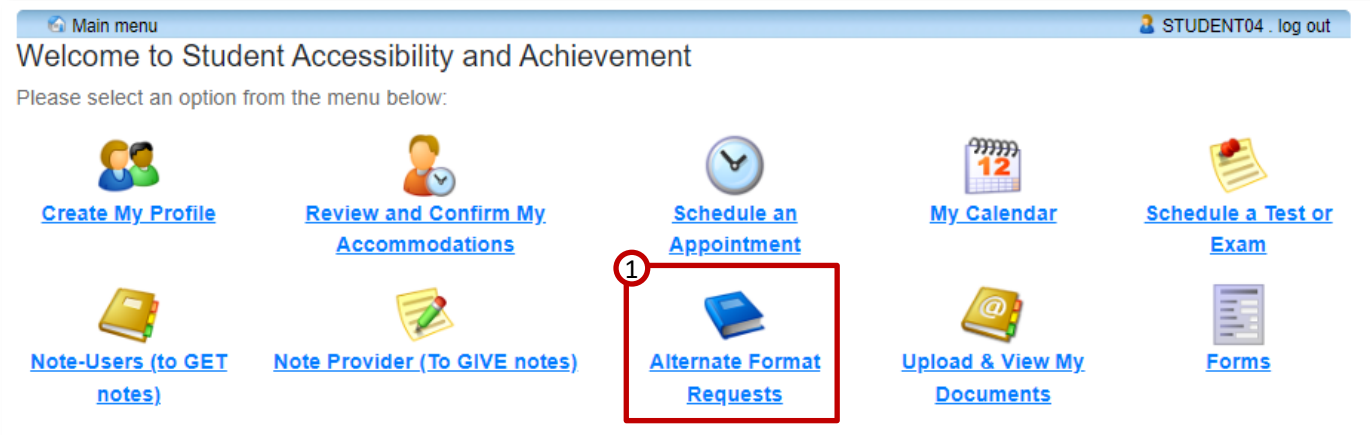 Main menu
STUDENT04 . log out
Welcome to Student Accessibility and Achievement
Please select an option from the menu below:
12
Create My Profile
Review and Confirm My
Accommodations
Schedule an
Appointment
My Calendar
Schedule a Test or
Exam
1
@
Note-Users (to GET
notes)
Note Provider (To GIVE notes)
Alternate Format
Requests
Upload & View My
Documents
Forms